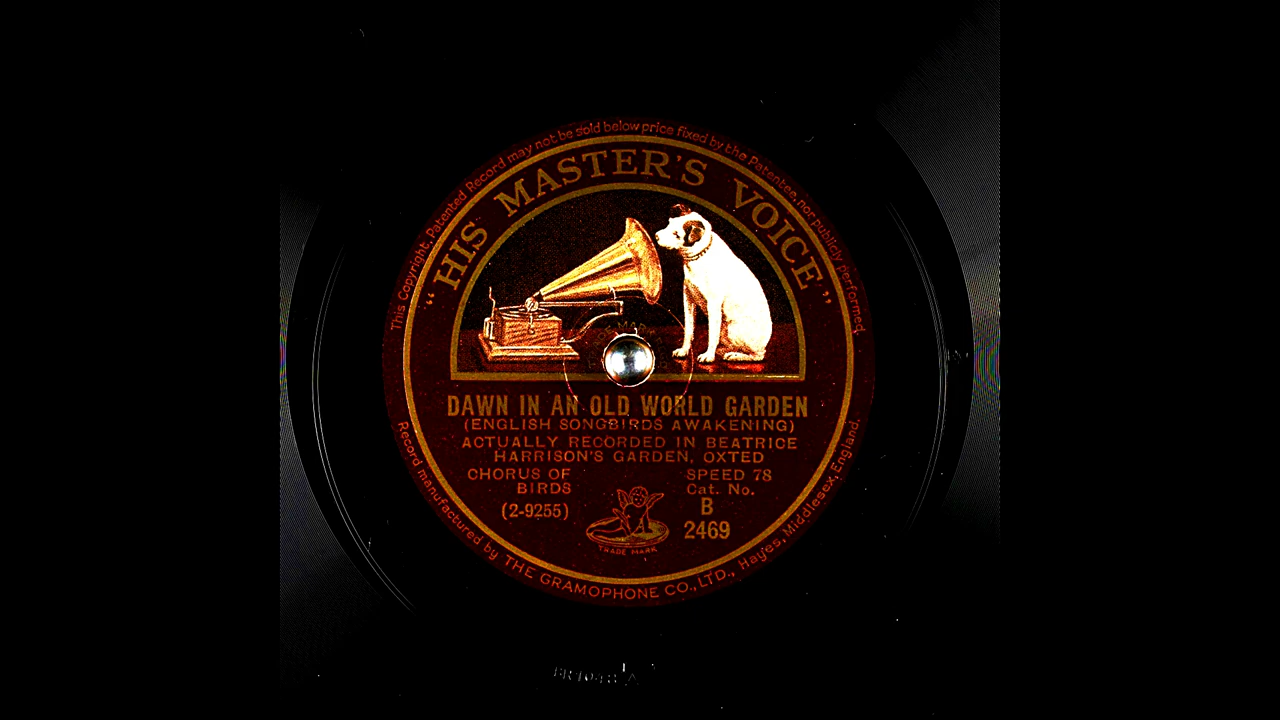 This Copyright, Patented Record may not be sold below price fixed by the Patentee, nor publicly performed.
"HIS MASTER'S VOICE"
DAWN IN AN OLD WORLD GARDEN
(ENGLISH SONGBIRDS AWAKENING)
ACTUALLY RECORDED IN BEATRICE
HARRISON'S GARDEN, OXTED
CHORUS OF SPEED 78
BIRDS Cat. No.
(2-9255) B
2469
TRADE MARK
Record manufactured by THE GRAMOPHONE CO., LTD., Hayes, Middlesex, England.